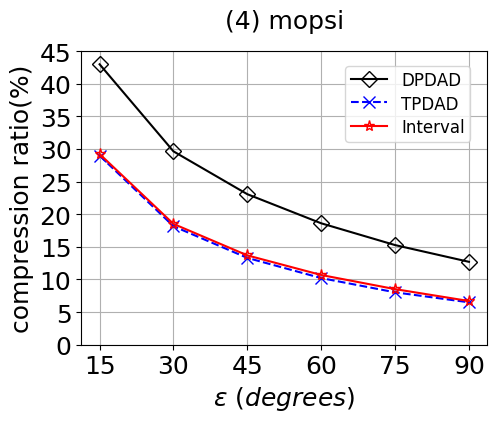 (4) mopsi
compression ratio(%)
45
40
35
30
25
20
15
10
5
0
DPDAD
TPDAD
Interval
15 30 45 60 75 90
ε (degrees)